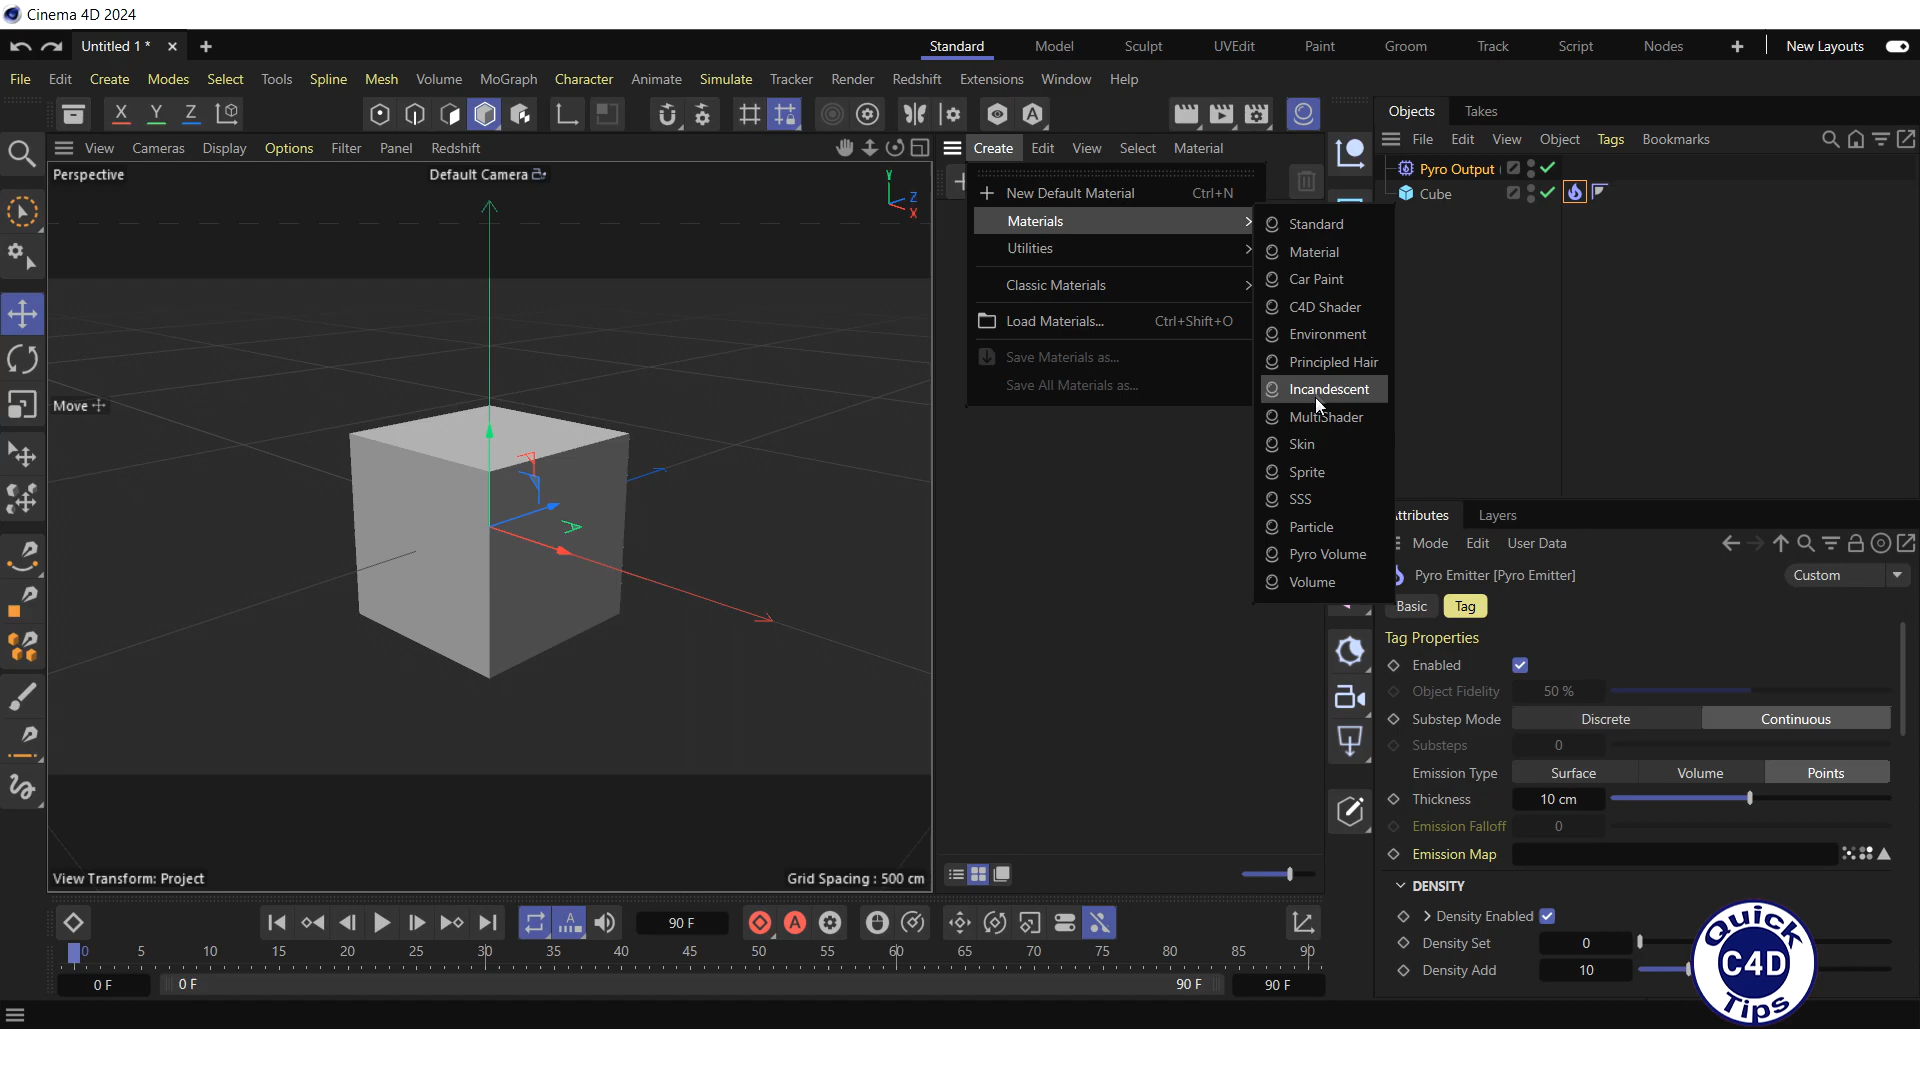 Cinema 4D 2024
Untitled 1 *
Standard Model Sculpt UVEdit Paint Groom Track Script Nodes New Layouts
File Edit Create Modes Select Tools Spline Mesh Volume MoGraph Character Animate Simulate Tracker Render Redshift Extensions Window Help
X Y Z
Objects Takes
View Cameras Display Options Filter Panel Redshift
Create Edit View Select Material
File Edit View Object Tags Bookmarks
Perspective
Default Camera
Y
Z
X
New Default Material Ctrl+N
Materials
Utilities
Classic Materials
Load Materials... Ctrl+Shift+O
Save Materials as...
Save All Materials as...
Standard
Material
Car Paint
C4D Shader
Environment
Principled Hair
Incandescent
MultiShader
Skin
Sprite
SSS
Particle
Pyro Volume
Volume
Pyro Output
Cube
Move
View Transform: Project
Grid Spacing : 500 cm
ttributes Layers
Mode Edit User Data
Pyro Emitter [Pyro Emitter]
Custom
Basic Tag
Tag Properties
Enabled
Object Fidelity 50 %
Substep Mode Discrete Continuous
Substeps 0
Emission Type Surface Volume Points
Thickness 10 cm
Emission Falloff 0
Emission Map
DENSITY
Density Enabled
Density Set 0
Density Add 10
90 F
0 5 10 15 20 25 30 35 40 45 50 55 60 65 70 75 80 85 90
0 F 0 F 90 F 90 F
Quick
C4D
Tips